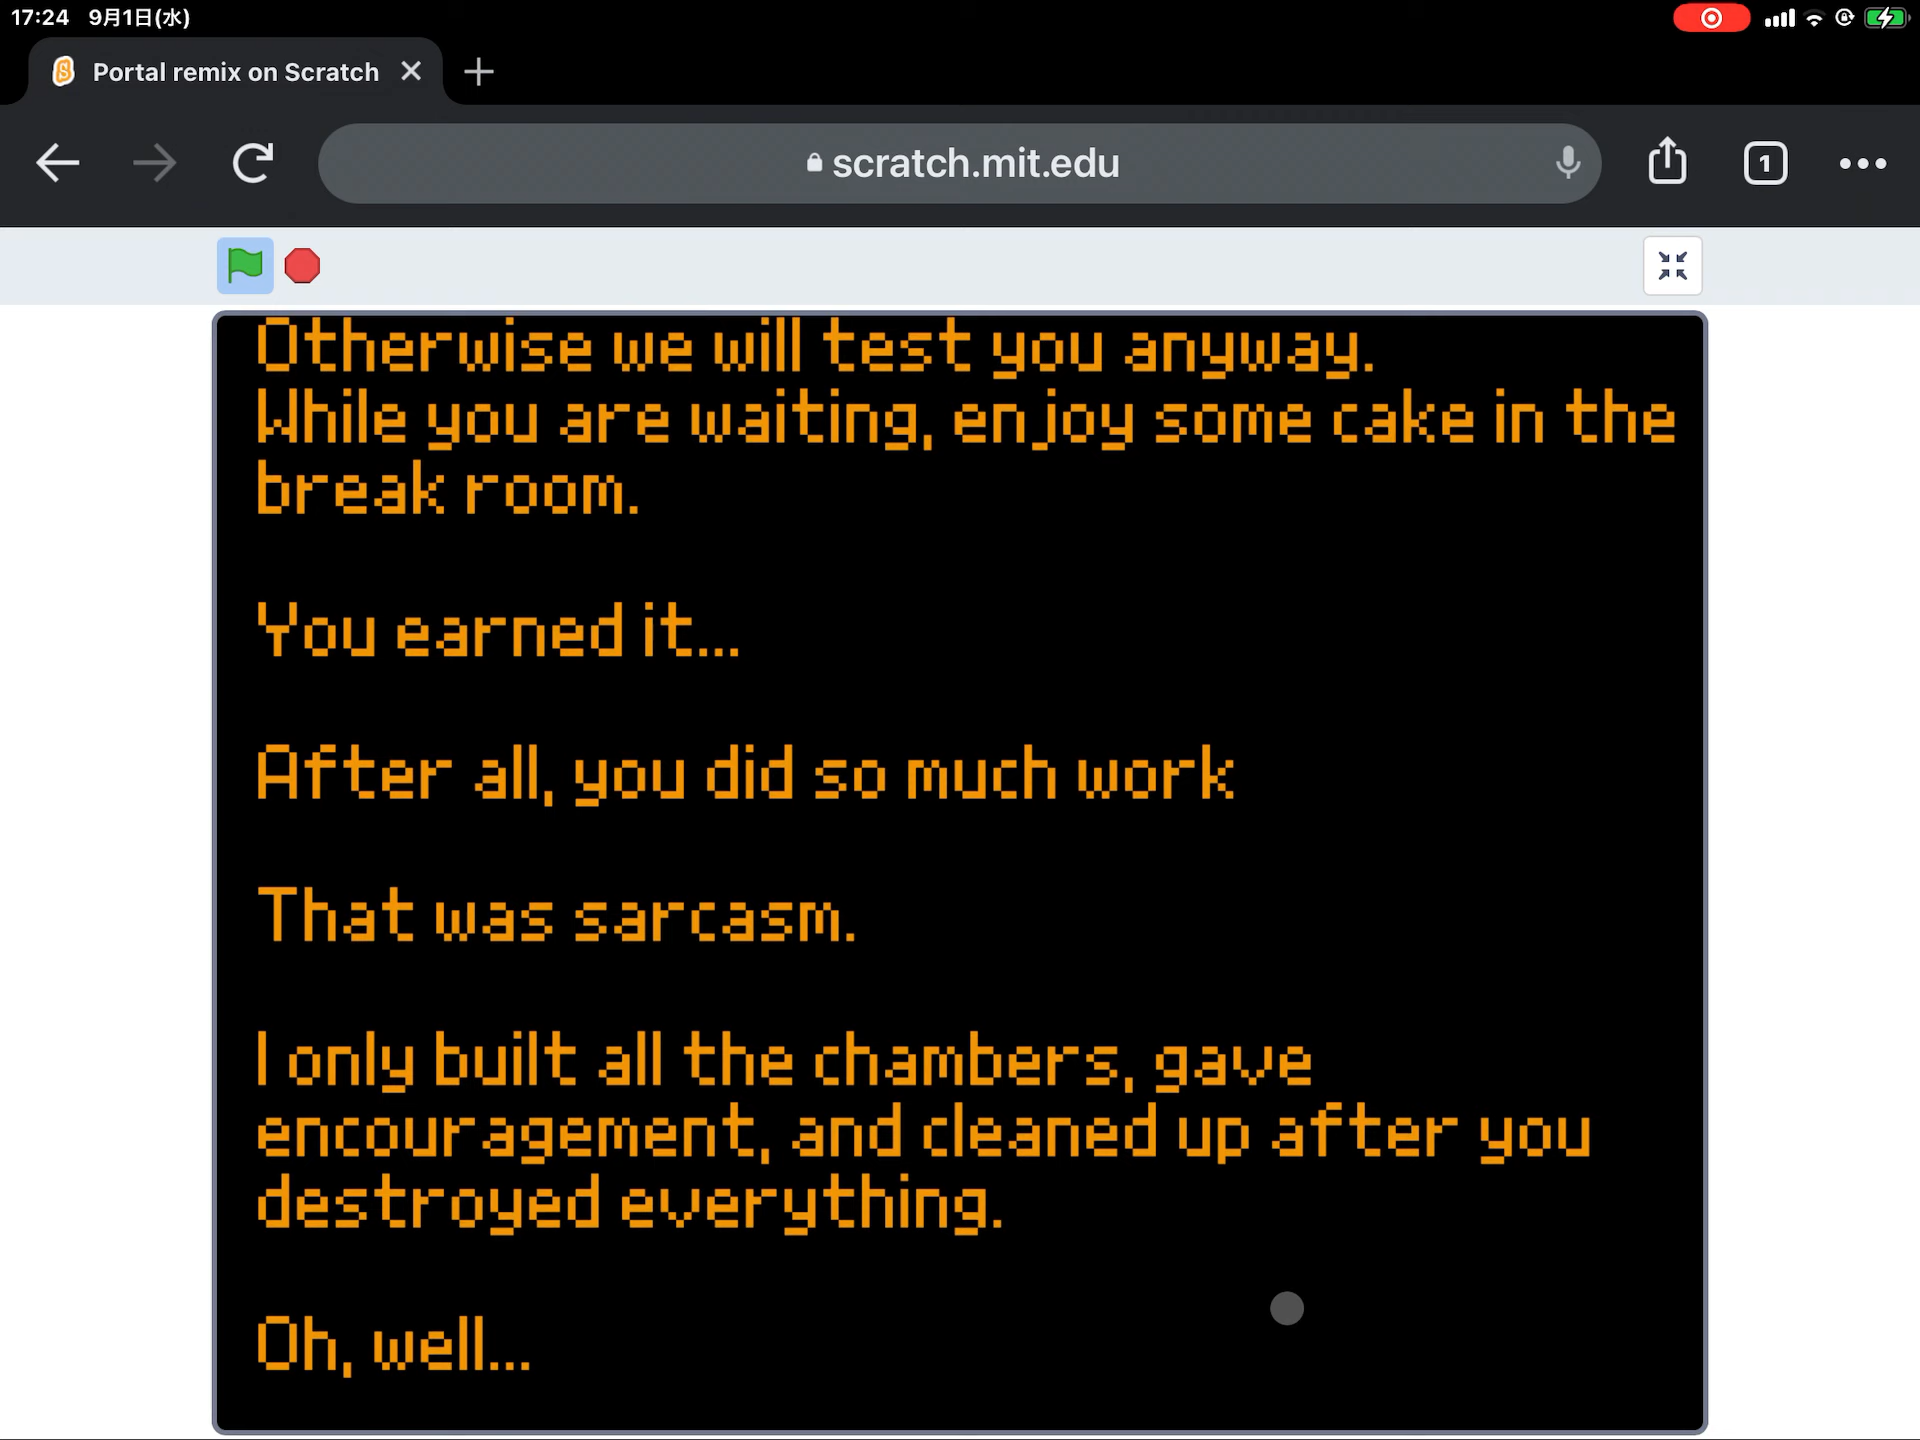 17:24 9月1日(水)
Portal remix on Scratch
scratch.mit.edu
1
Otherwise we will test you anyway.
While you are waiting, enjoy some cake in the
break room.
You earned it...
After all, you did so much work
That was sarcasm.
I only built all the chambers, gave
encouragement, and cleaned up after you
destroyed everything.
Oh, well...